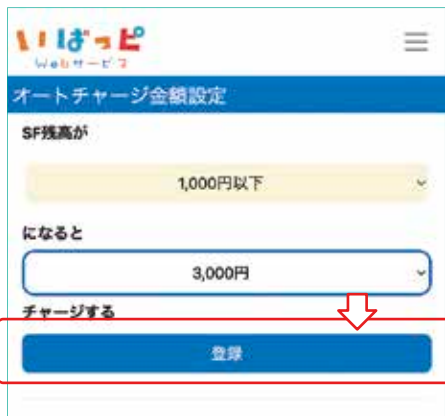 いばっピ
Webサービス
オートチャージ金額設定
SF残高が
1,000円以下
になると
3,000円
チャージする
登録